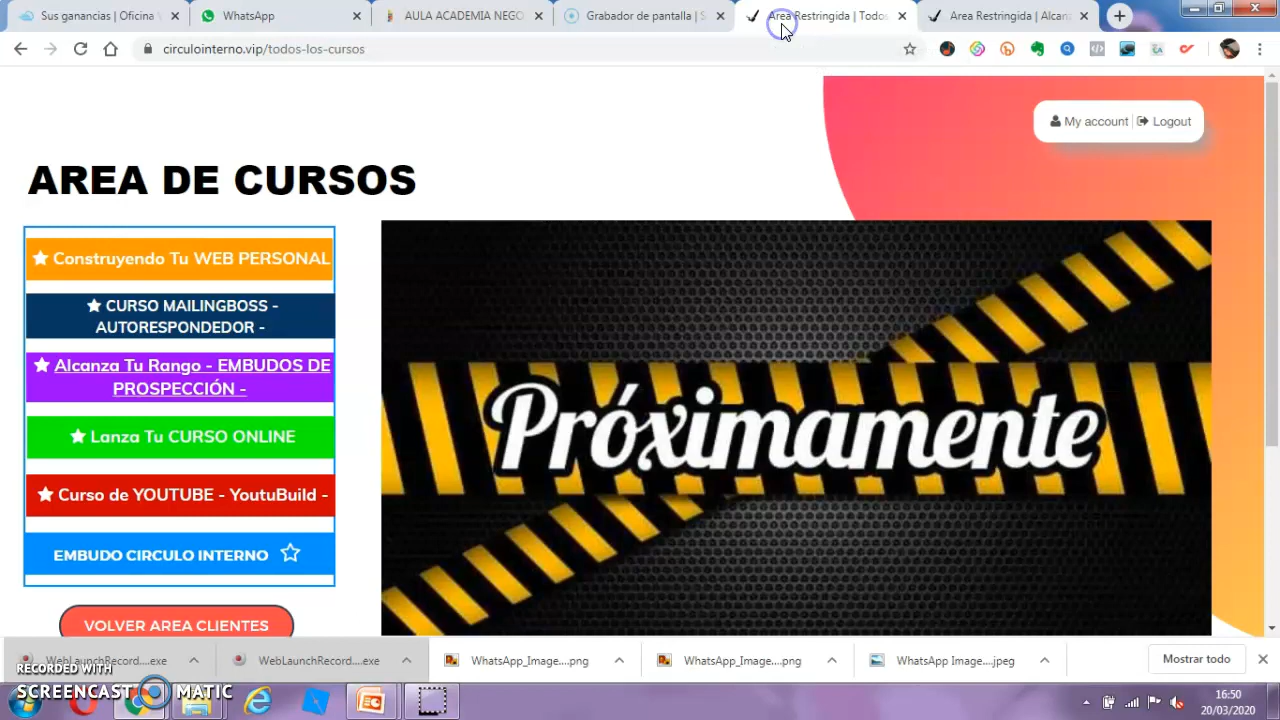 Sus ganáncias | Oficina V
WhatsApp
AULA ACADEMIA NEGO
Grabador de pantalla | S
Area Restringida | Todos
Area Restringida | Alcanz
circulointerno.vip/todos-los-cursos
My account
Logout
AREA DE CURSOS
Construyendo Tu WEB PERSONAL
CURSO MAILINGBOSS -
AUTORESPONDEDOR -
Alcanza Tu Rango - EMBUDOS DE
PROSPECCIÓN -
Lanza Tu CURSO ONLINE
Curso de YOUTUBE - YoutuBuild -
EMBUDO CIRCULO INTERNO
VOLVER AREA CLIENTES
Próximamente
WebLaunchRecord....exe
WebLaunchRecord....exe
WhatsApp_Image....png
WhatsApp_Image....png
WhatsApp Image....jpeg
Mostrar todo
RECORDED WITH
SCREENCAST MATIC
16:50
20/03/2020